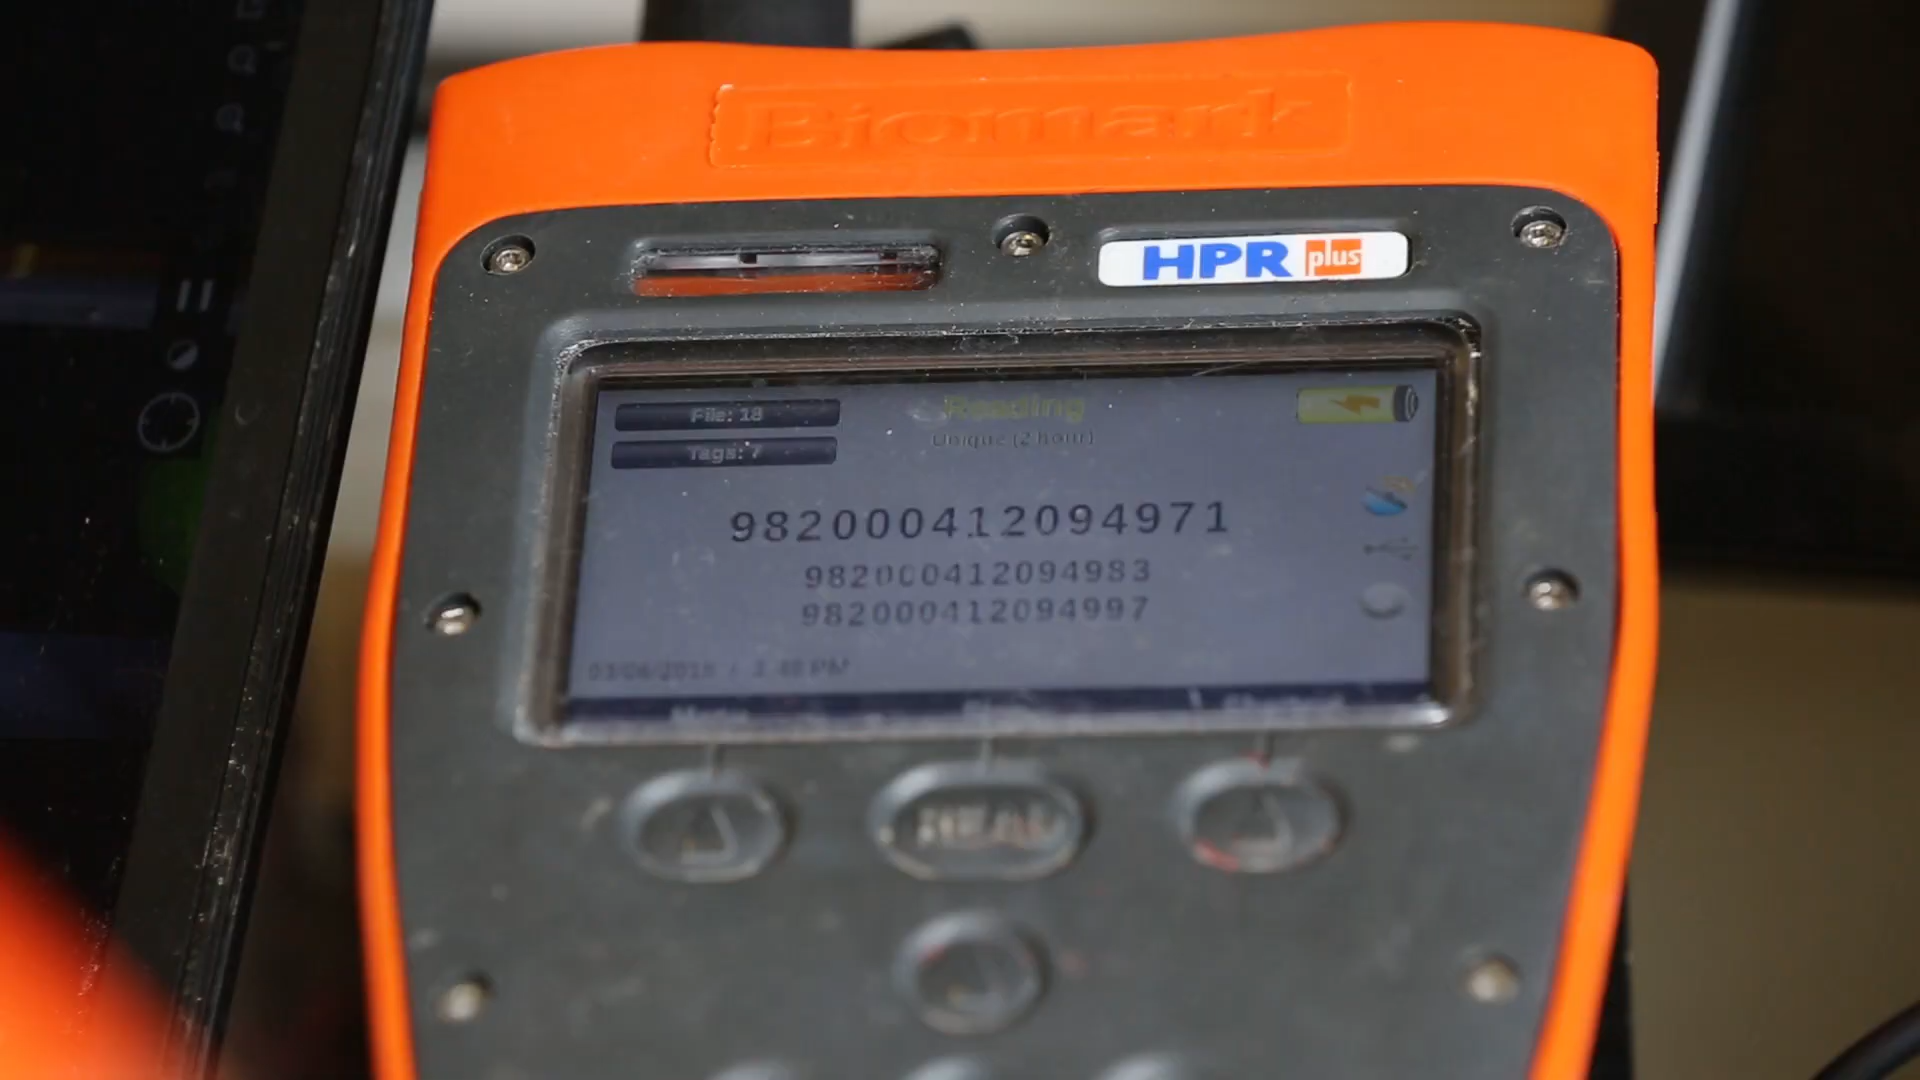 Biomark
HPR plus
File: 18
Reading
Unique (2 hour)
Tags: 7
982000412094971
982000412094983
982000412094997